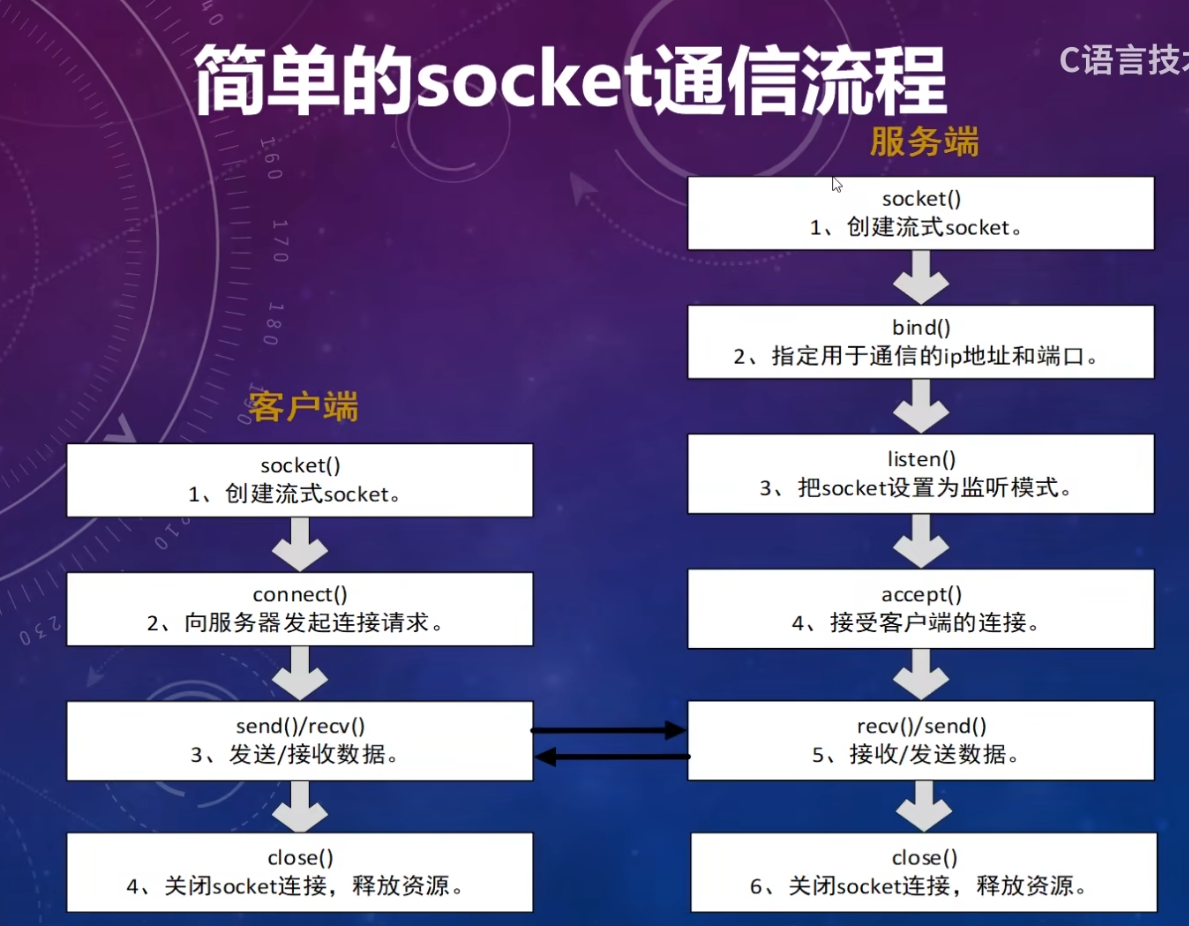 简单的socket通信流程
C语言技
服务端
socket()
1、创建流式socket。
bind()
2、指定用于通信的ip地址和端口。
listen()
3、把socket设置为监听模式。
accept()
4、接受客户端的连接。
recv()/send()
5、接收/发送数据。
close()
6、关闭socket连接，释放资源。
客户端
socket()
1、创建流式socket。
connect()
2、向服务器发起连接请求。
send()/recv()
3、发送/接收数据。
close()
4、关闭socket连接，释放资源。
160
170
180
190
210
230